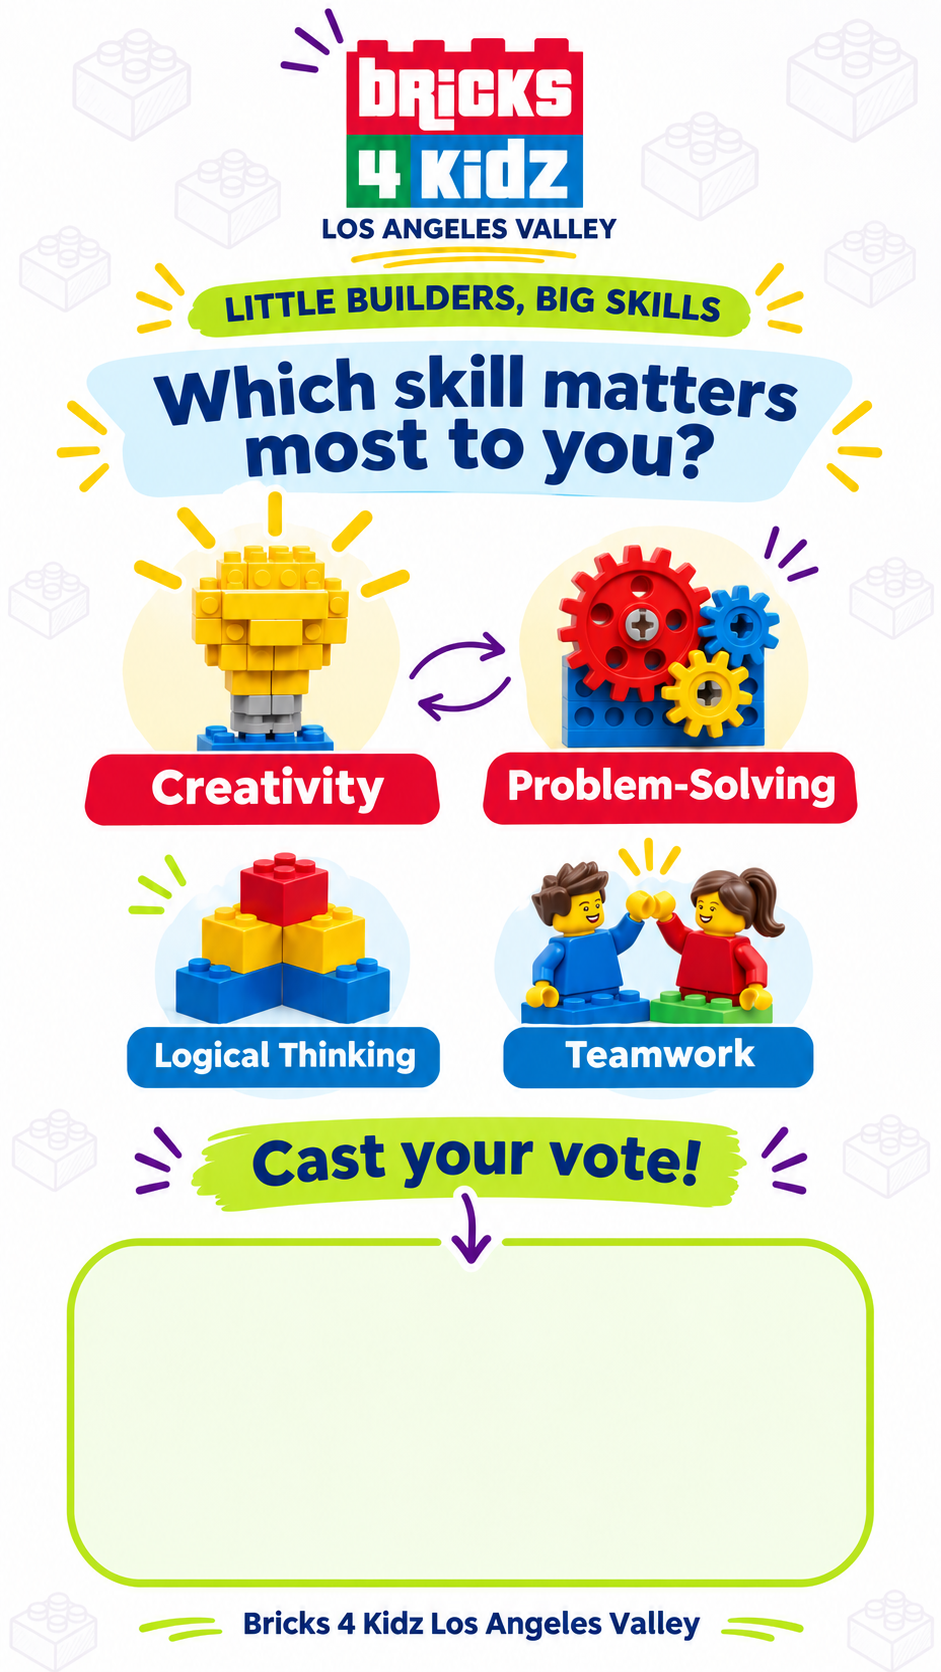 bRicks
4 Kidz
LOS ANGELES VALLEY
LITTLE BUILDERS, BIG SKILLS
Which skill matters
most to you?
Creativity
Problem-Solving
Logical Thinking
Teamwork
Cast your vote!
Bricks 4 Kidz Los Angeles Valley